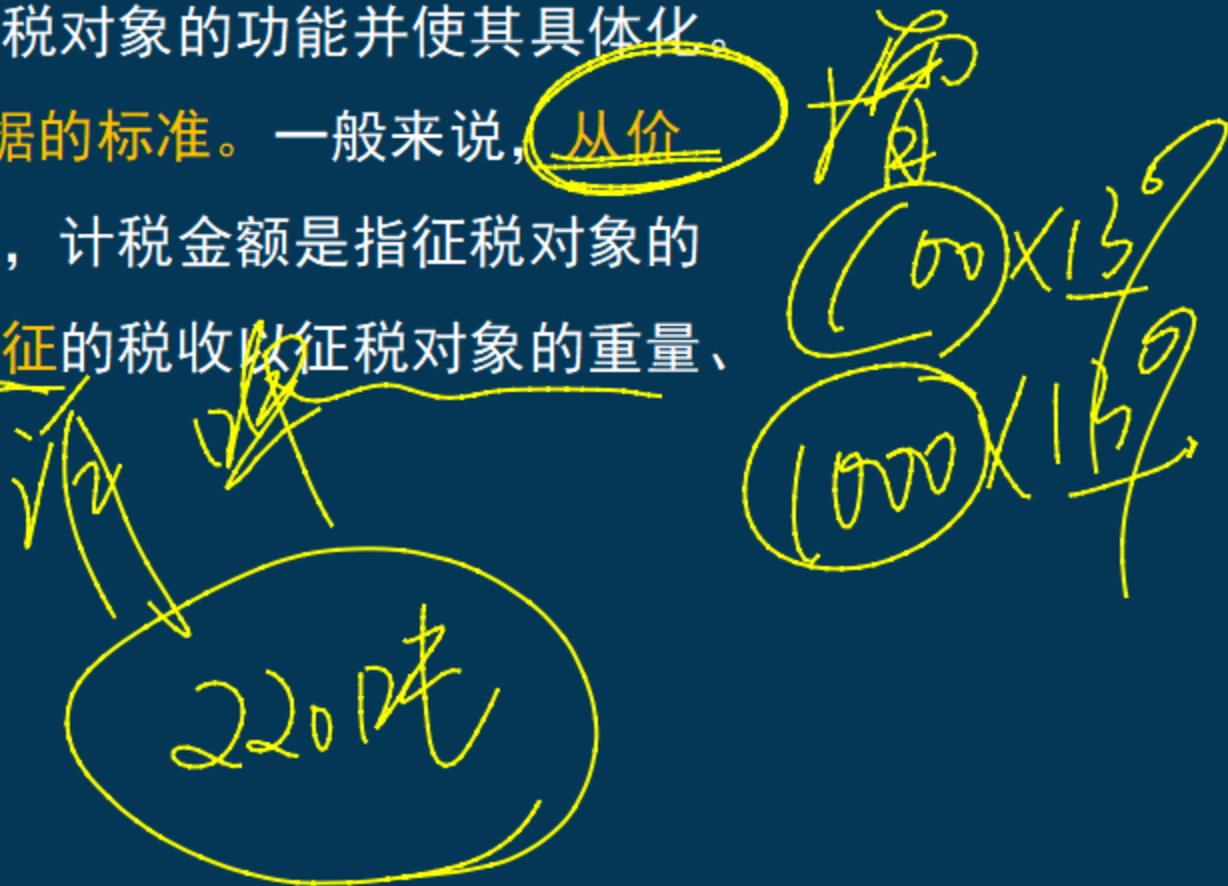 税对象的功能并使其具体化。
据的标准。一般来说，从价
，计税金额是指征税对象的
征的税收以征税对象的重量、
增
100×13%
1000×13%
消 啤
220吨